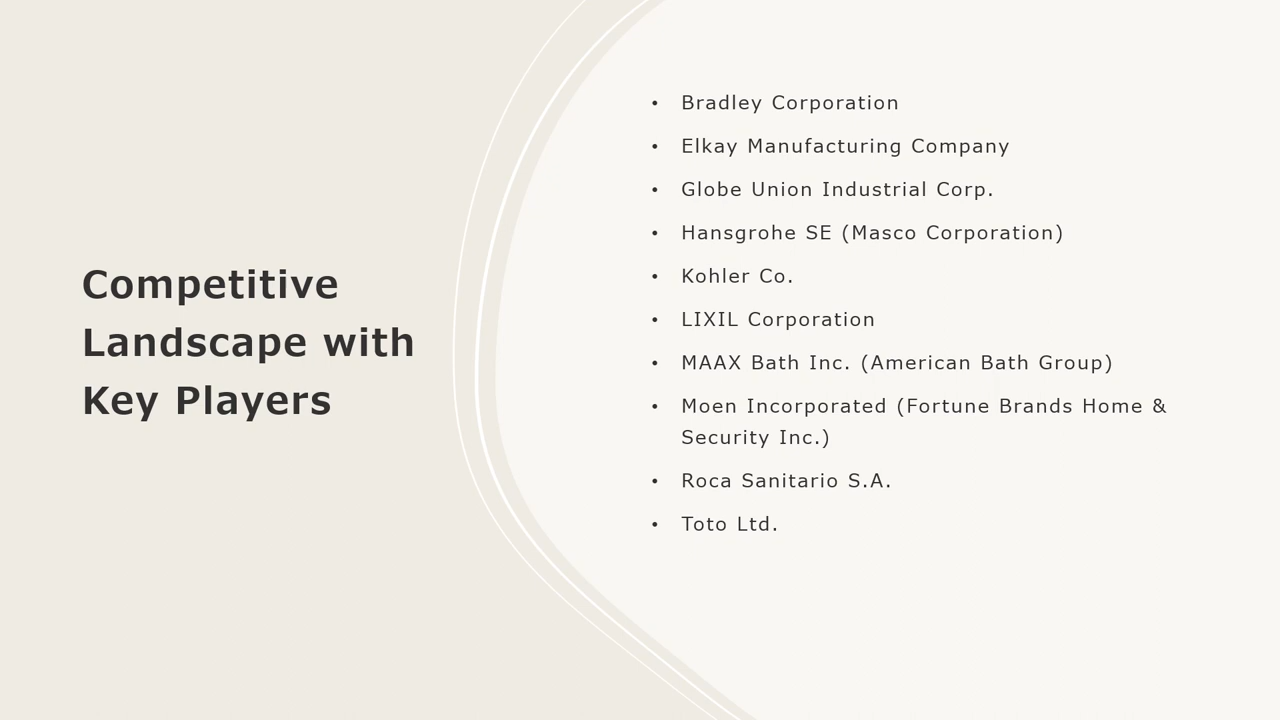 Competitive
Landscape with
Key Players
• Bradley Corporation
• Elkay Manufacturing Company
• Globe Union Industrial Corp.
• Hansgrohe SE (Masco Corporation)
• Kohler Co.
• LIXIL Corporation
• MAAX Bath Inc. (American Bath Group)
• Moen Incorporated (Fortune Brands Home &
Security Inc.)
• Roca Sanitario S.A.
• Toto Ltd.